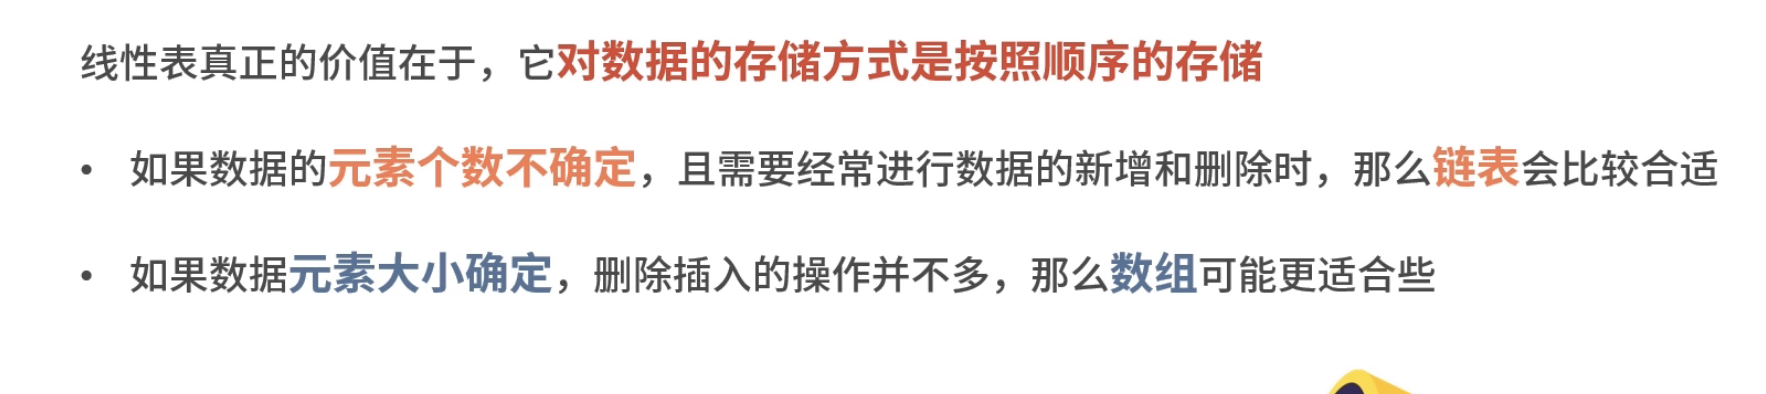 线性表真正的价值在于，它对数据的存储方式是按照顺序的存储
• 如果数据的元素个数不确定，且需要经常进行数据的新增和删除时，那么链表会比较合适
• 如果数据元素大小确定，删除插入的操作并不多，那么数组可能更适合些